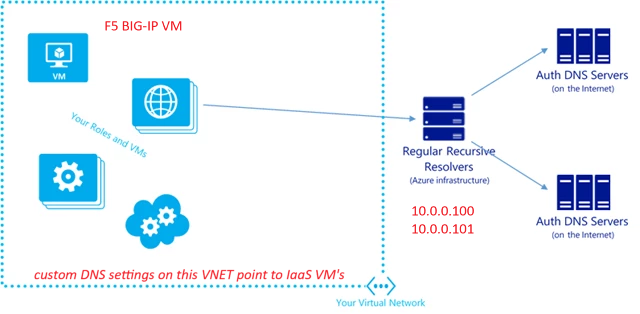 F5 BIG-IP VM
VM
Your Roles and VMs
custom DNS settings on this VNET point to IaaS VM's
Your Virtual Network
Regular Recursive
Resolvers
(Azure infrastructure)
10.0.0.100
10.0.0.101
Auth DNS Servers
(on the Internet)
Auth DNS Servers
(on the Internet)